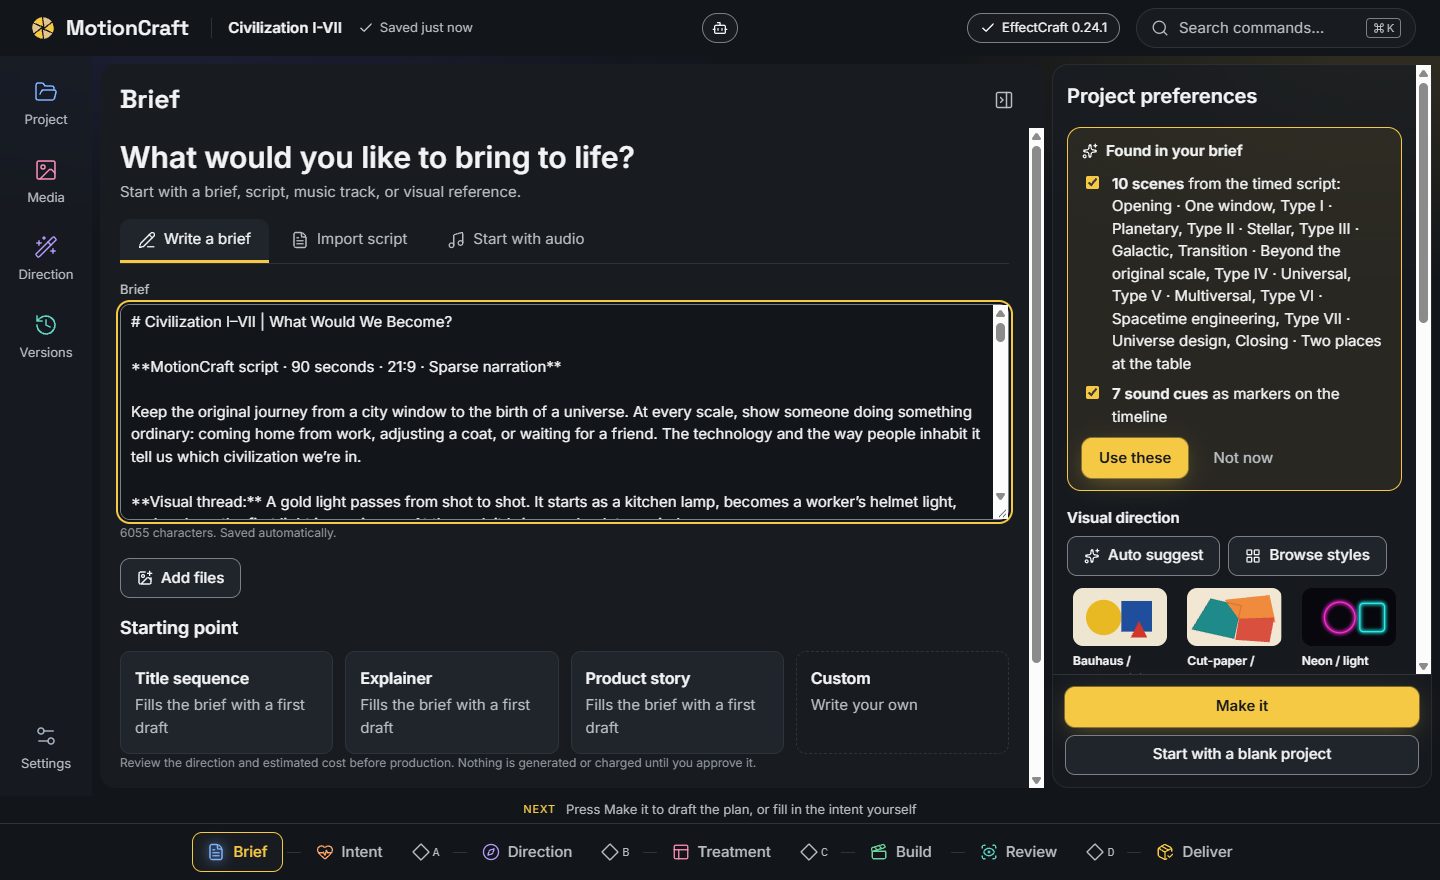 MotionCraft
Civilization I-VII
Saved just now
EffectCraft 0.24.1
Search commands...
⌘K
Project
Media
Direction
Versions
Settings
Brief
What would you like to bring to life?
Start with a brief, script, music track, or visual reference.
Write a brief
Import script
Start with audio
Brief
# Civilization I–VII | What Would We Become?
**MotionCraft script · 90 seconds · 21:9 · Sparse narration**
Keep the original journey from a city window to the birth of a universe. At every scale, show someone doing something
ordinary: coming home from work, adjusting a coat, or waiting for a friend. The technology and the way people inhabit it
tell us which civilization we’re in.
**Visual thread:** A gold light passes from shot to shot. It starts as a kitchen lamp, becomes a worker’s helmet light,
6055 characters. Saved automatically.
Add files
Starting point
Title sequence
Fills the brief with a first
draft
Explainer
Fills the brief with a first
draft
Product story
Fills the brief with a first
draft
Custom
Write your own
Review the direction and estimated cost before production. Nothing is generated or charged until you approve it.
Project preferences
Found in your brief
10 scenes from the timed script:
Opening · One window, Type I ·
Planetary, Type II · Stellar, Type III ·
Galactic, Transition · Beyond the
original scale, Type IV · Universal,
Type V · Multiversal, Type VI ·
Spacetime engineering, Type VII ·
Universe design, Closing · Two places
at the table
7 sound cues as markers on the
timeline
Use these
Not now
Visual direction
Auto suggest
Browse styles
Bauhaus /
Cut-paper /
Neon / light
Make it
Start with a blank project
NEXT Press Make it to draft the plan, or fill in the intent yourself
Brief
Intent
A
Direction
B
Treatment
C
Build
Review
D
Deliver